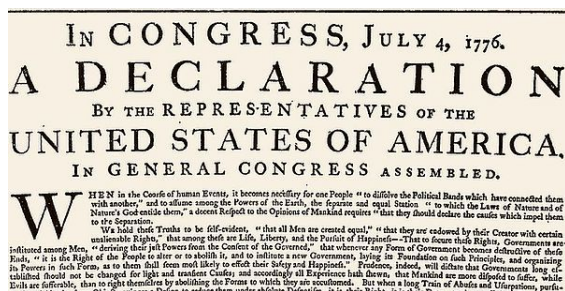 IN CONGRESS, JULY 4, 1776.
A DECLARATION
BY THE REPRESENTATIVES OF THE
UNITED STATES OF AMERICA,
IN GENERAL CONGRESS ASSEMBLED.
WHEN in the Course of human Events, it becomes necessary for one People " to dissolve the Political Bands which have connected them
with another," and to assume among the Powers of the Earth, the separate and equal Station " to which the Laws of Nature and of
Nature's God entitle them," a decent Respect to the Opinions of Mankind requires " that they should declare the causes which impel them
to the Separation.
We hold these Truths to be self-evident, " that all Men are created equal," " that they are endowed by their Creator with certain
unalienable Rights," that among these are Life, Liberty, and the Pursuit of Happiness—That to secure these Rights, Governments are
instituted among Men, " deriving their just Powers from the Consent of the Governed," that whenever any Form of Government becomes destructive of these
Ends, " it is the Right of the People to alter or to abolish it, and to institute a new Government, laying its Foundation on such Principles, and organizing
its Powers in such Form, as to them shall seem most likely to effect their Safety and Happiness." Prudence, indeed, will dictate that Governments long es-
tablished should not be changed for light and transient Causes; and accordingly all Experience hath shewn, that Mankind are more disposed to suffer, while
Evils are sufferable, than to right themselves by abolishing the Forms to which they are accustomed. But when a long Train of Abuses and Usurpations, pursu-